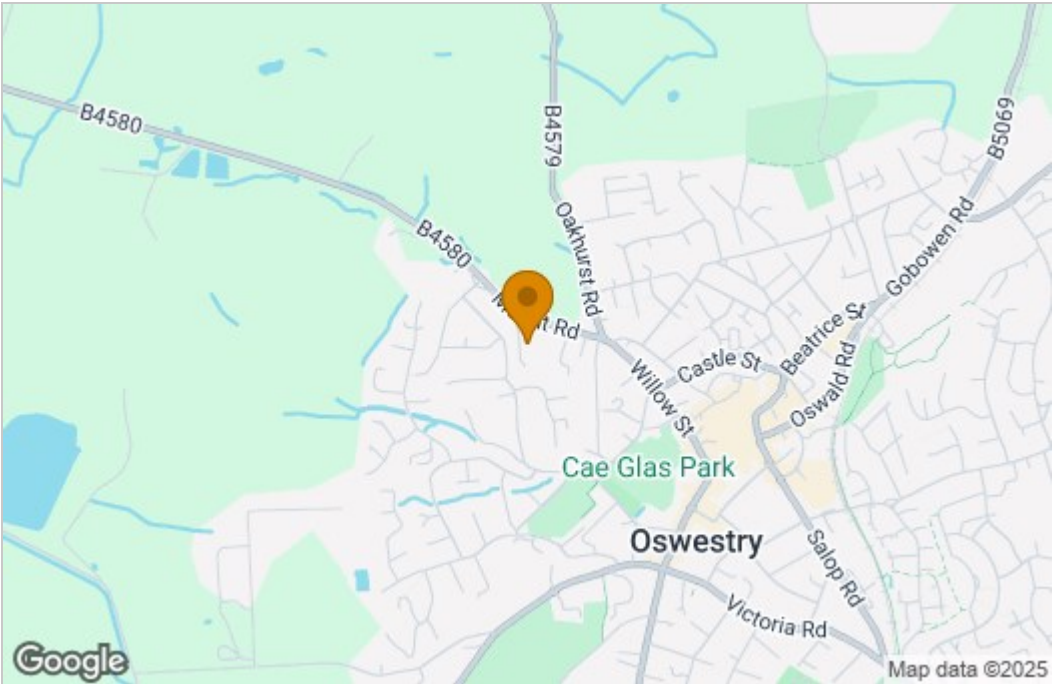 B4580
B4579
B5069
B4580
Oakhurst Rd
Gobowen Rd
Rd
Beatrice St
Castle St
Willow St
Oswald Rd
Cae Glas Park
Oswestry
Salop Rd
Victoria Rd
Google
Map data ©2025